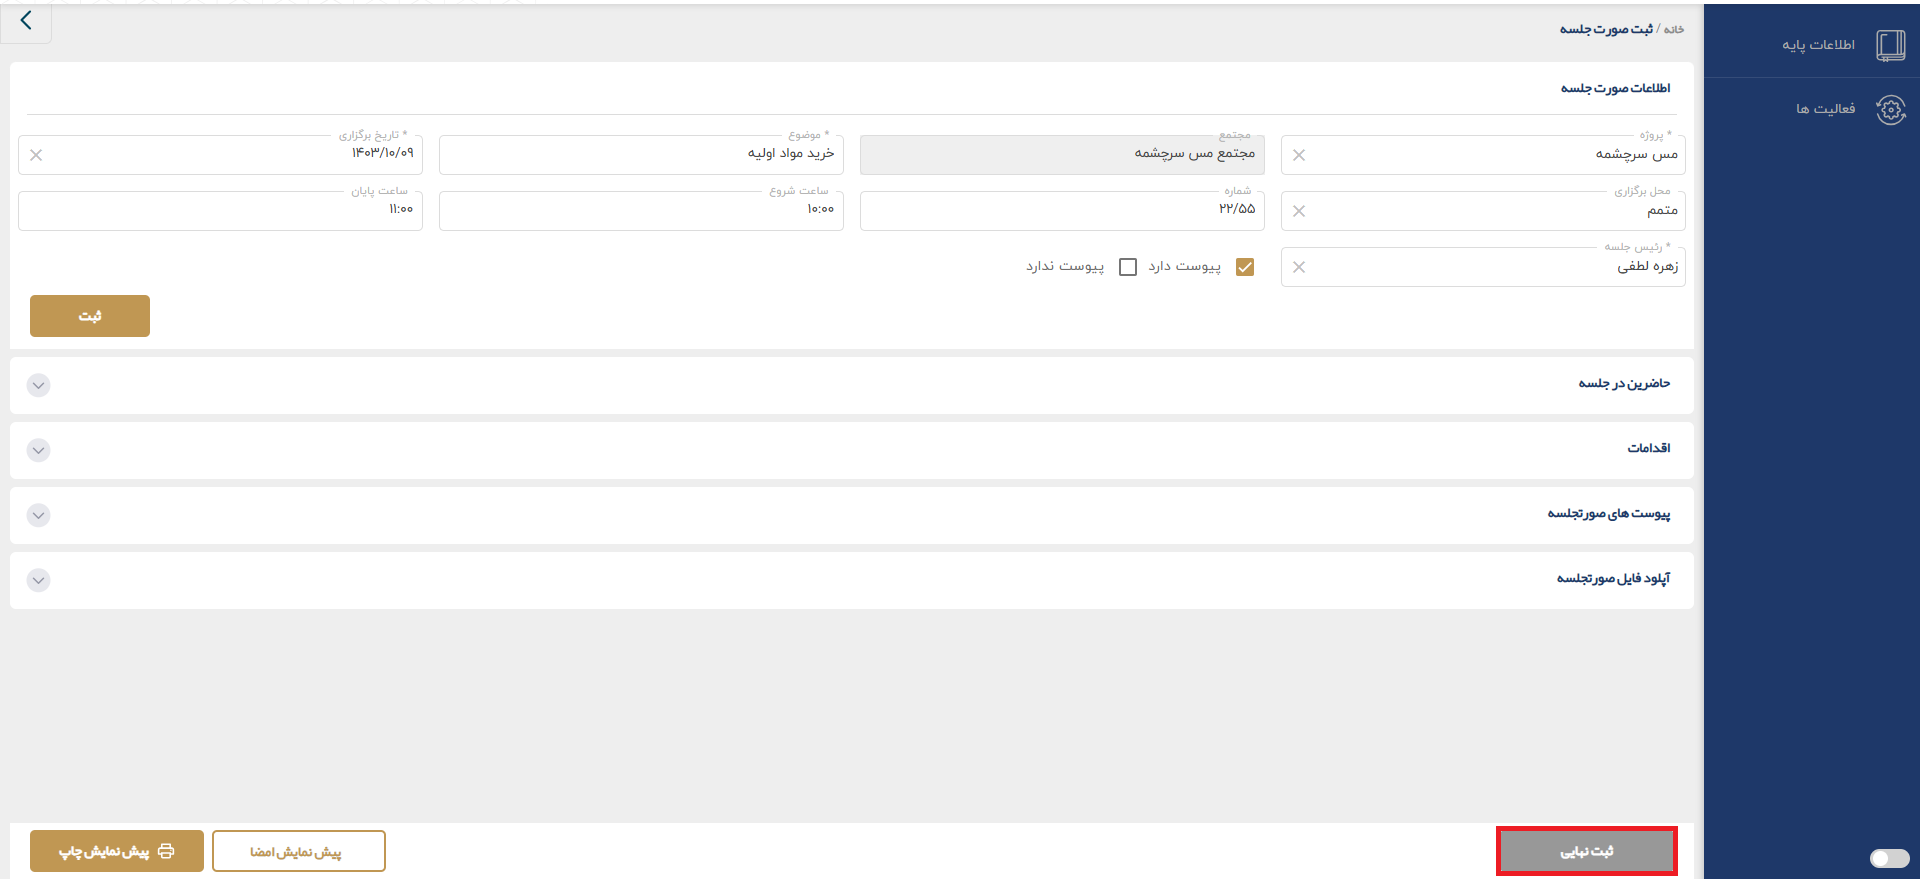 خانه / ثبت صورت جلسه
اطلاعات پایه
فعالیت ها
اطلاعات صورت جلسه
* پروژه
مس سرچشمه
مجتمع
مجتمع مس سرچشمه
* موضوع
خرید مواد اولیه
* تاریخ برگزاری
۱۴۰۳/۱۰/۰۹
محل برگزاری
متمم
شماره
۲۲/۵۵
ساعت شروع
۱۰:۰۰
ساعت پایان
۱۱:۰۰
* رئیس جلسه
زهره لطفی
پیوست دارد
پیوست ندارد
ثبت
حاضرین در جلسه
اقدامات
پیوست های صورتجلسه
آپلود فایل صورتجلسه
ثبت نهایی
پیش نمایش امضا
پیش نمایش چاپ